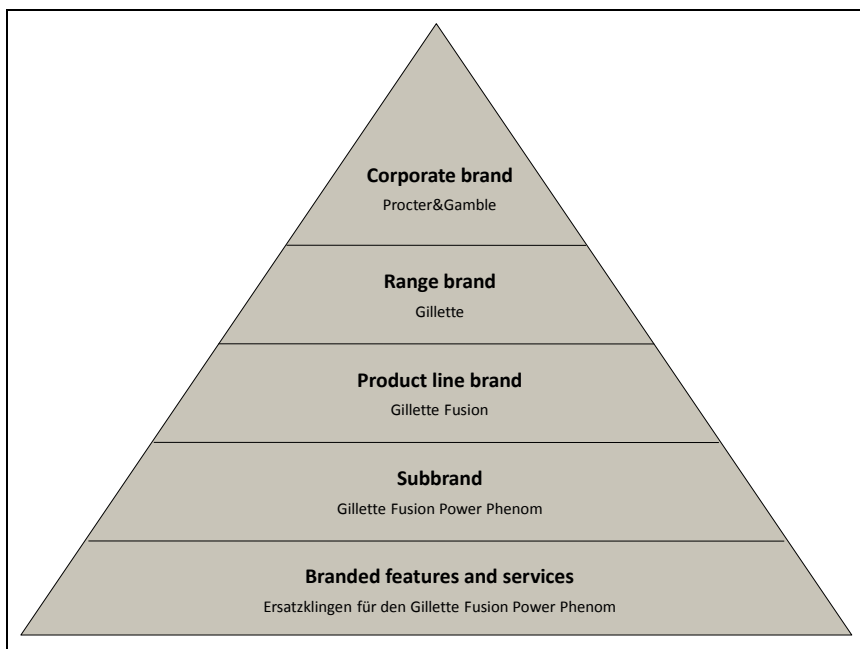 Corporate brand
Procter&Gamble
Range brand
Gillette
Product line brand
Gillette Fusion
Subbrand
Gillette Fusion Power Phenom
Branded features and services
Ersatzklingen für den Gillette Fusion Power Phenom